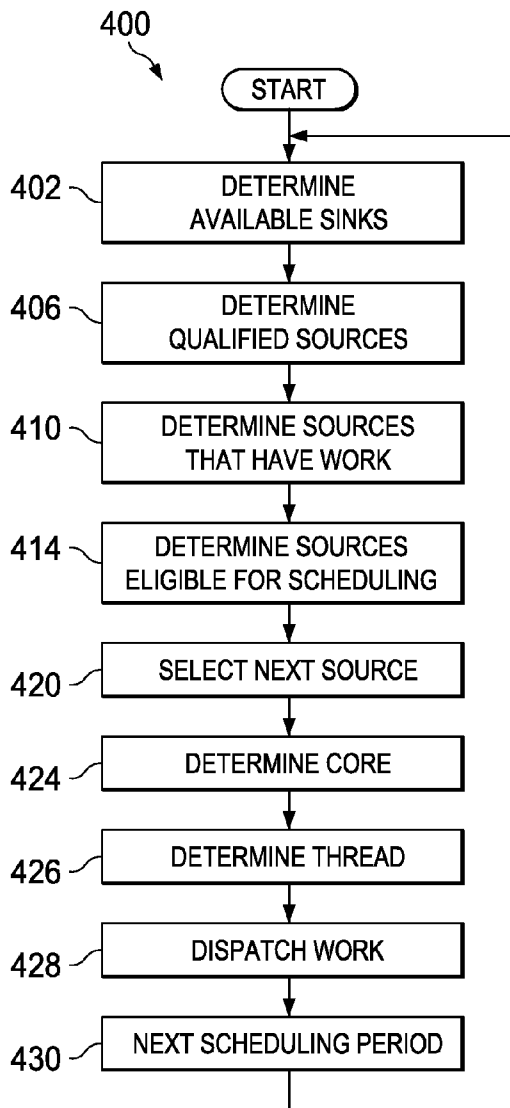 400
START
402
DETERMINE
AVAILABLE SINKS
406
DETERMINE
QUALIFIED SOURCES
410
DETERMINE SOURCES
THAT HAVE WORK
414
DETERMINE SOURCES
ELIGIBLE FOR SCHEDULING
420
SELECT NEXT SOURCE
424
DETERMINE CORE
426
DETERMINE THREAD
428
DISPATCH WORK
430
NEXT SCHEDULING PERIOD